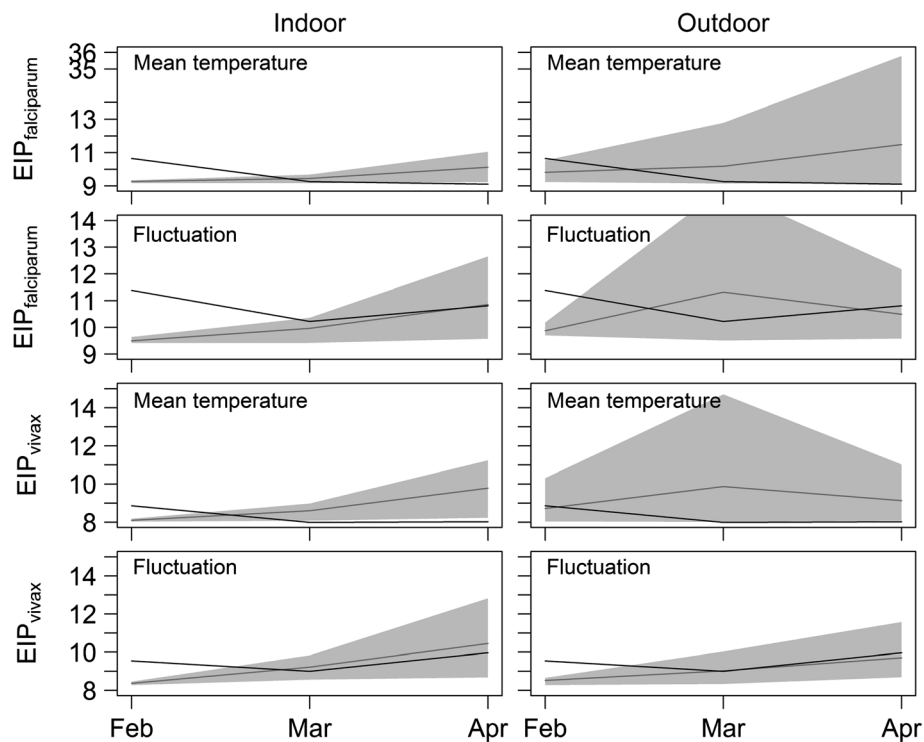 Indoor Outdoor
36
35
13
11
9
EIPfalciparum
Mean temperature
Mean temperature
14
13
12
11
10
9
EIPfalciparum
Fluctuation
Fluctuation
14
10
8
EIPvivax
Mean temperature
Mean temperature
14
10
8
EIPvivax
Fluctuation
Fluctuation
Feb Mar Apr Feb Mar Apr